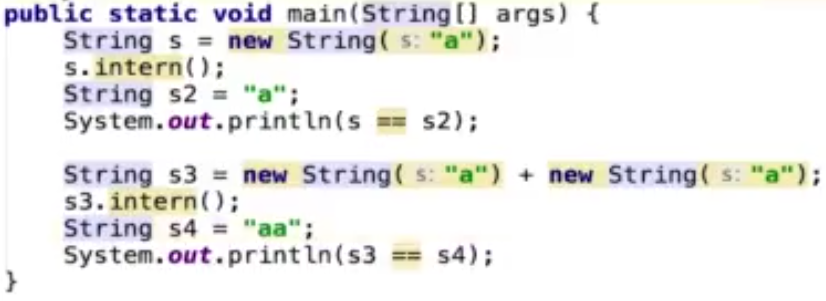 public static void main(String[] args) {
    String s = new String( s: "a");
    s.intern();
    String s2 = "a";
    System.out.println(s == s2);

    String s3 = new String( s: "a") + new String( s: "a");
    s3.intern();
    String s4 = "aa";
    System.out.println(s3 == s4);
}